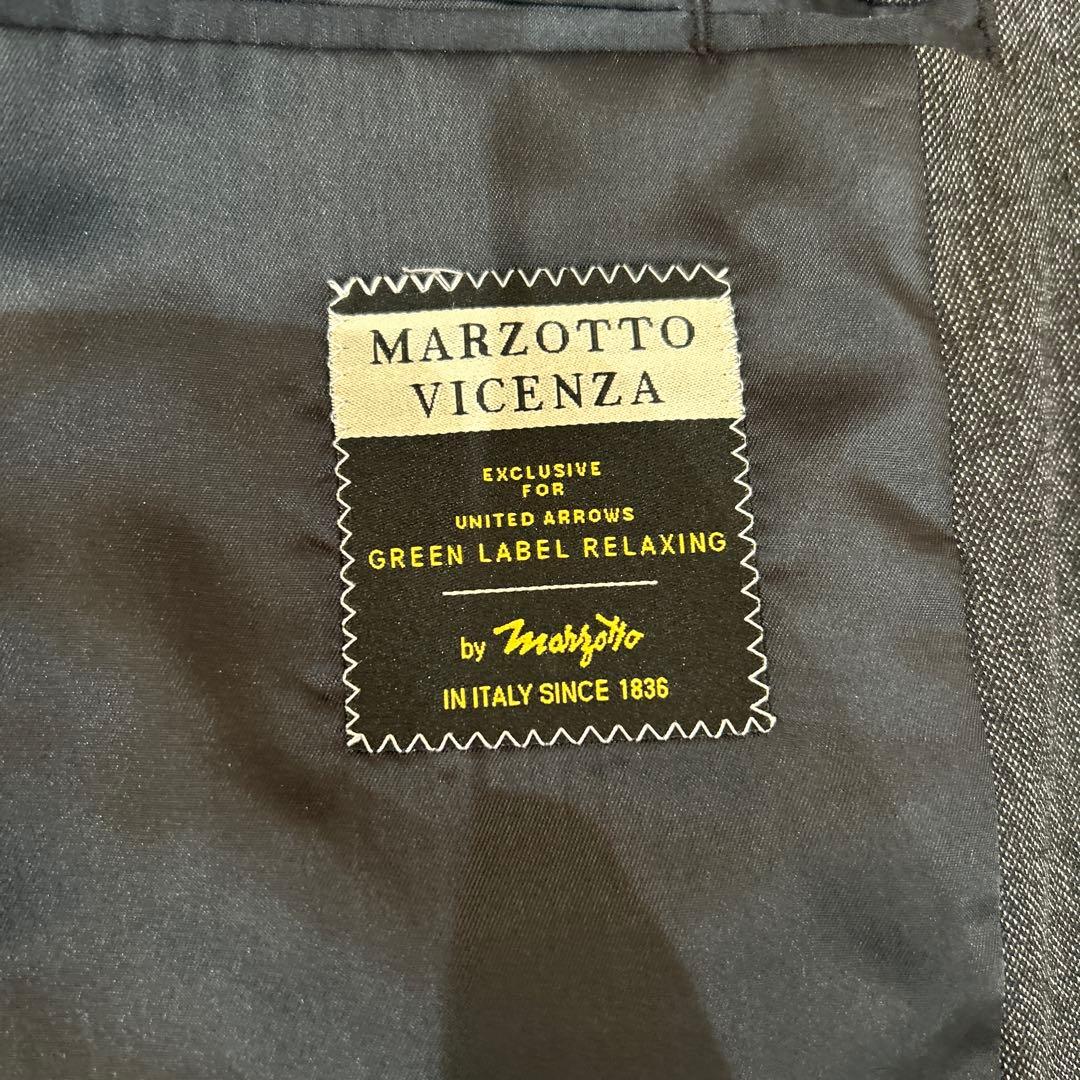 MARZOTTO
VICENZA
EXCLUSIVE
FOR
UNITED ARROWS
GREEN LABEL RELAXING
by Marzotto
IN ITALY SINCE 1836